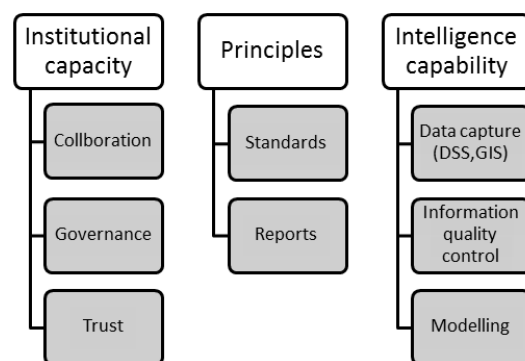 Institutional
capacity
Collboration
Governance
Trust
Principles
Standards
Reports
Intelligence
capability
Data capture
(DSS,GIS)
Information
quality
control
Modelling